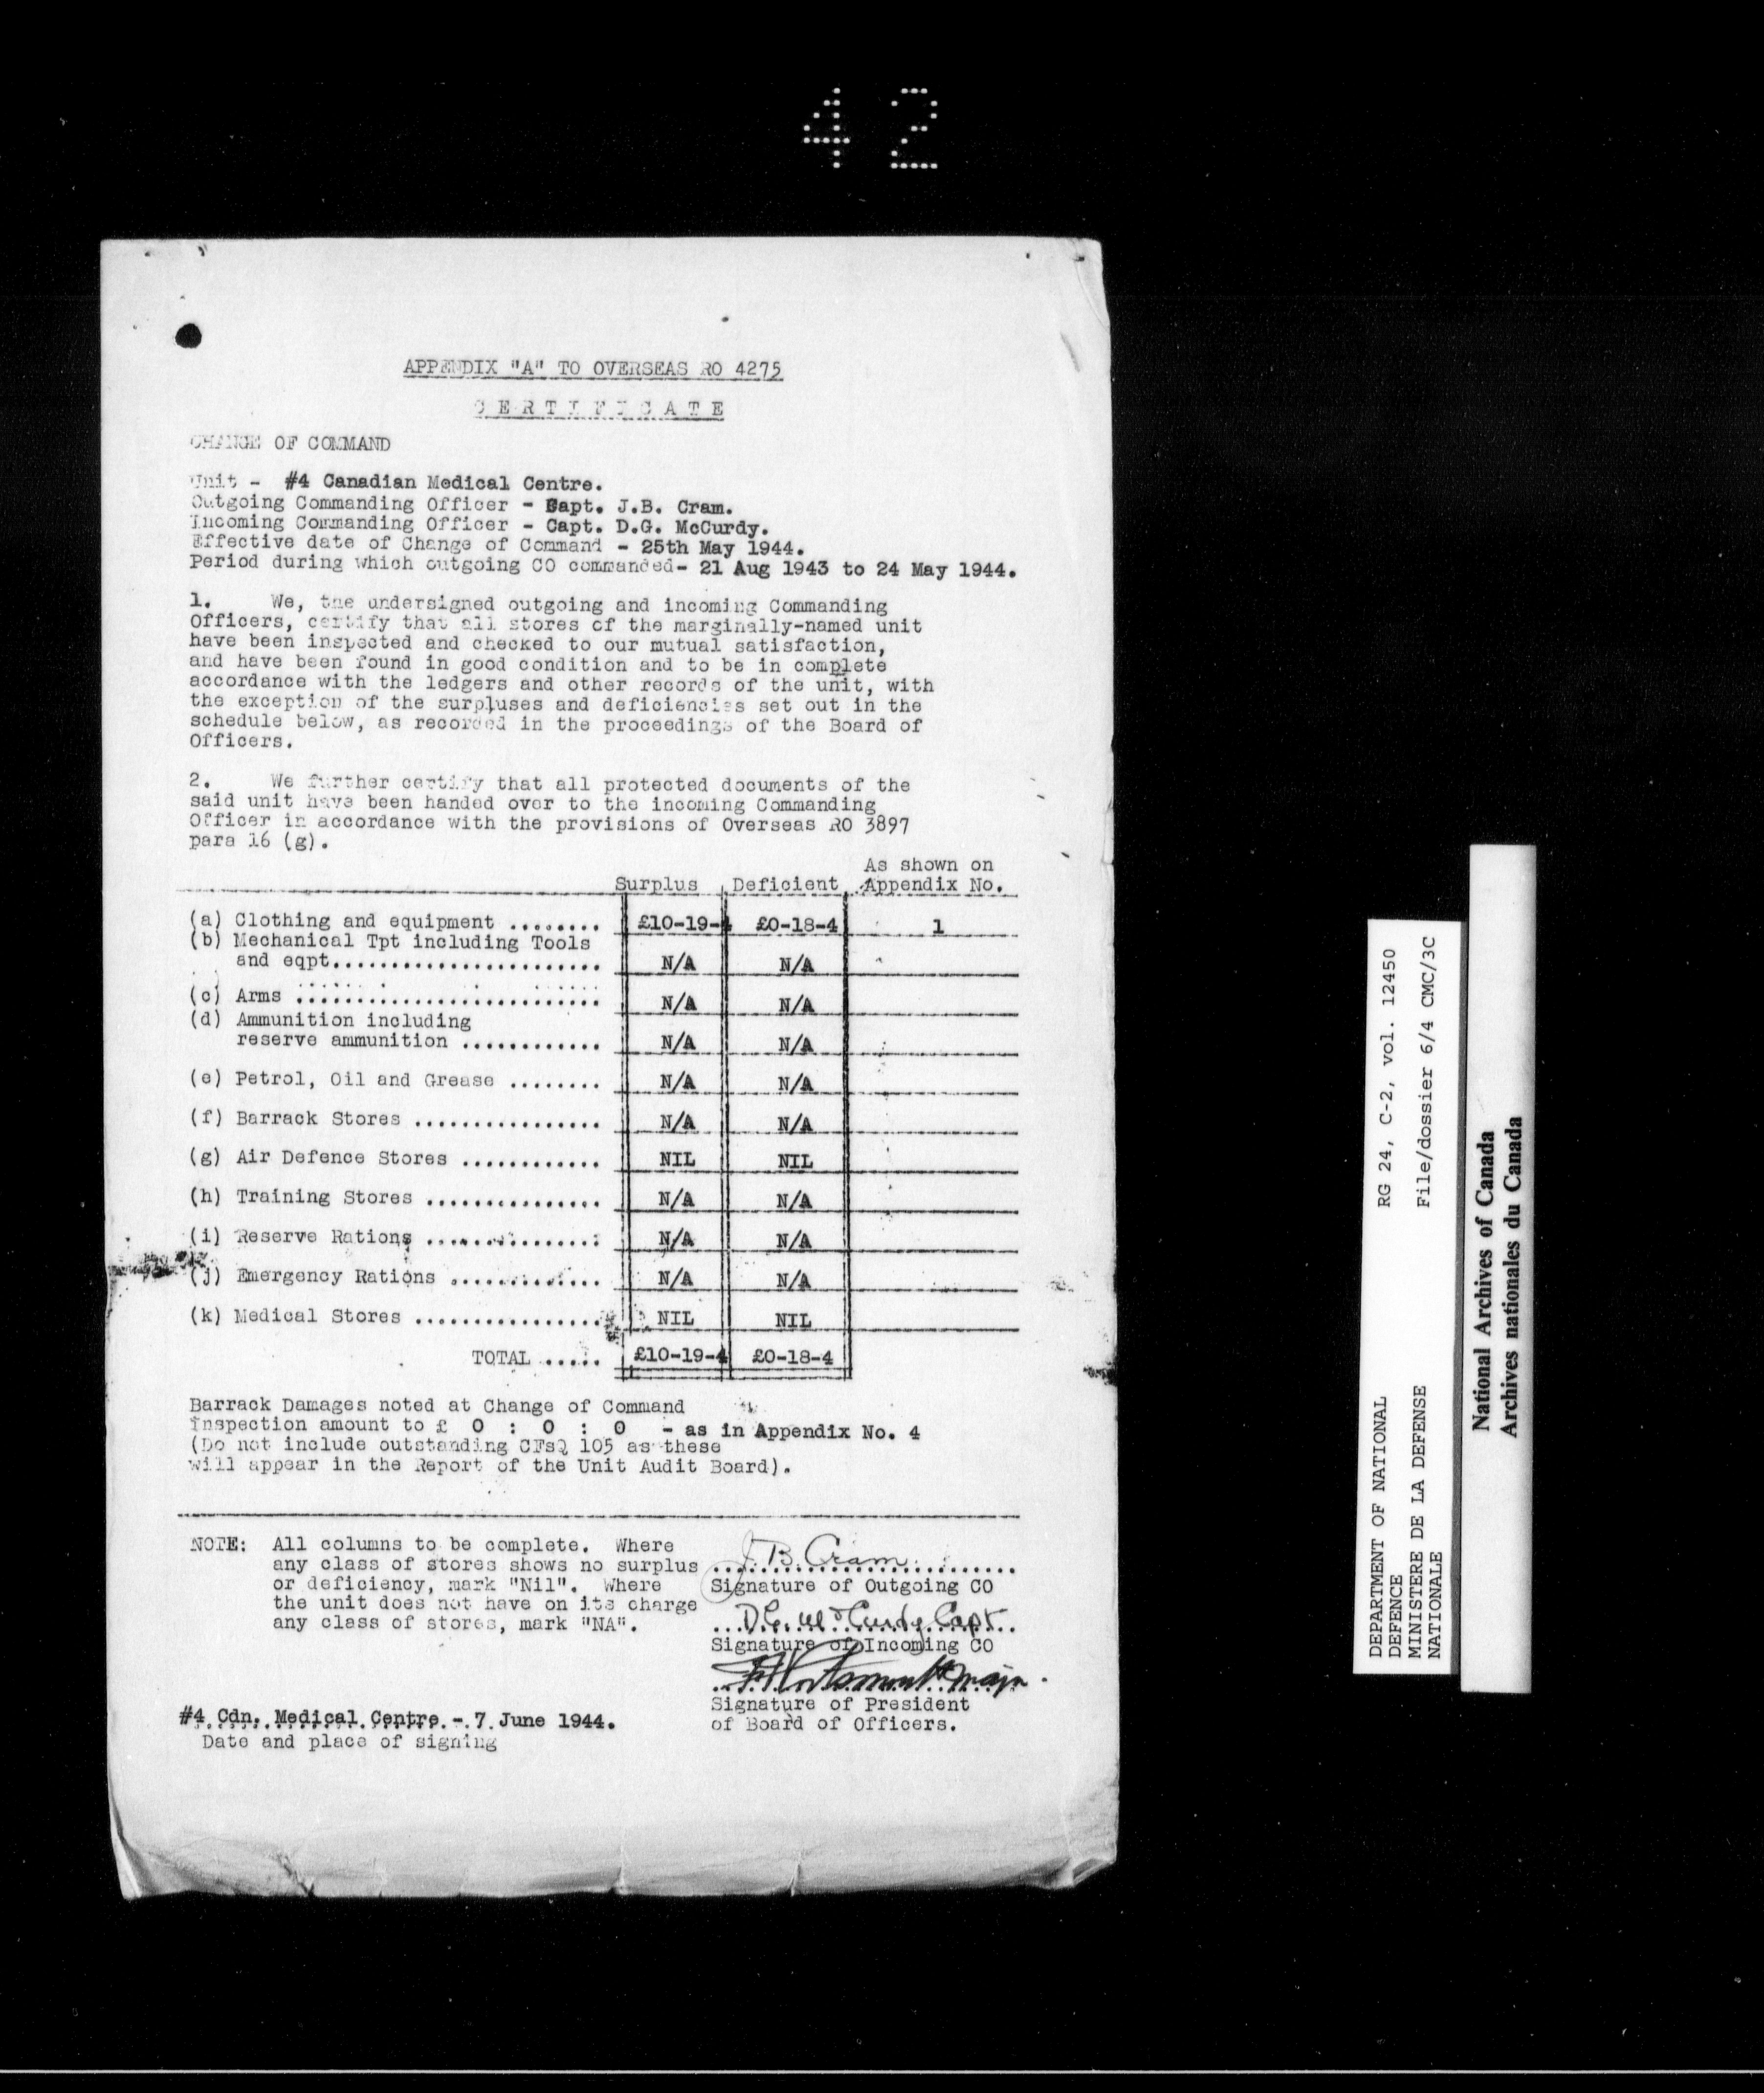 42
APPENDIX "A" TO OVERSEAS RO 4275
CERTIFICATE
CHANGE OF COMMAND
Unit - #4 Canadian Medical Centre.
Outgoing Commanding Officer - Capt. J.B. Cram.
Incoming Commanding Officer - Capt. D.G. McCurdy.
Effective date of Change of Command - 25th May 1944.
Period during which outgoing CO commanded- 21 Aug 1943 to 24 May 1944.
1. We, the undersigned outgoing and incoming Commanding
Officers, certify that all stores of the marginally-named unit
have been inspected and checked to our mutual satisfaction,
and have been found in good condition and to be in complete
accordance with the ledgers and other records of the unit, with
the exception of the surpluses and deficiencies set out in the
schedule below, as recorded in the proceedings of the Board of
Officers.
2. We further certify that all protected documents of the
said unit have been handed over to the incoming Commanding
Officer in accordance with the provisions of Overseas RO 3897
para 16 (g).
As shown on
Surplus Deficient Appendix No.
(a) Clothing and equipment ........ £10-19-4 £0-18-4 1
(b) Mechanical Tpt including Tools
and eqpt....................... N/A N/A
(c) Arms .......................... N/A N/A
(d) Ammunition including
reserve ammunition ............ N/A N/A
(e) Petrol, Oil and Grease ........ N/A N/A
(f) Barrack Stores ................ N/A N/A
(g) Air Defence Stores ............ NIL NIL
(h) Training Stores ............... N/A N/A
(i) Reserve Rations ............... N/A N/A
(j) Emergency Rations ............. N/A N/A
(k) Medical Stores ................ NIL NIL
TOTAL ..... £10-19-4 £0-18-4
Barrack Damages noted at Change of Command
Inspection amount to £ 0 : 0 : 0 - as in Appendix No. 4
(Do not include outstanding CFsQ 105 as these
will appear in the Report of the Unit Audit Board).
NOTE: All columns to be complete. Where
any class of stores shows no surplus
or deficiency, mark "Nil". Where
the unit does not have on its charge
any class of stores, mark "NA".
J.B. Cram
Signature of Outgoing CO
D.G. McCurdy Capt.
Signature of Incoming CO
Signature of President
of Board of Officers.
#4 Cdn. Medical Centre - 7 June 1944.
Date and place of signing
DEPARTMENT OF NATIONAL
DEFENCE
MINISTERE DE LA DEFENSE
NATIONALE
RG 24, C-2, vol. 12450
File/dossier 6/4 CMC/3C
National Archives of Canada
Archives nationales du Canada